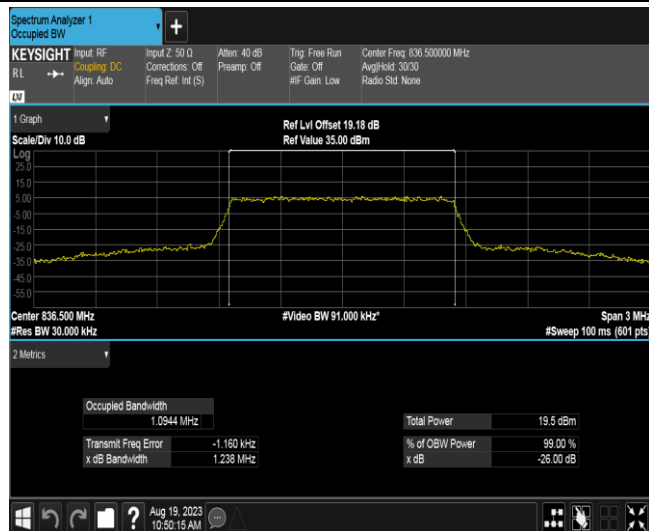 Spectrum Analyzer 1
Occupied BW
+
KEYSIGHT Input: RF Input Z: 50 Ω Atten: 40 dB Trig: Free Run Center Freq: 836.500000 MHz
RL Coupling: DC Corrections: Off Preamp: Off Gate: Off Avg|Hold: 30/30
Align: Auto Freq Ref: Int (S) #IF Gain: Low Radio Std: None
1 Graph Ref Lvl Offset 19.18 dB
Scale/Div 10.0 dB Ref Value 35.00 dBm
Log
25.0
15.0
5.00
-5.00
-15.0
-25.0
-35.0
-45.0
-55.0
Center 836.500 MHz #Video BW 91.000 kHz* Span 3 MHz
#Res BW 30.000 kHz #Sweep 100 ms (601 pts)
2 Metrics
Occupied Bandwidth
1.0944 MHz Total Power 19.5 dBm
Transmit Freq Error -1.160 kHz % of OBW Power 99.00 %
x dB Bandwidth 1.238 MHz x dB -26.00 dB
? Aug 19, 2023
10:50:15 AM